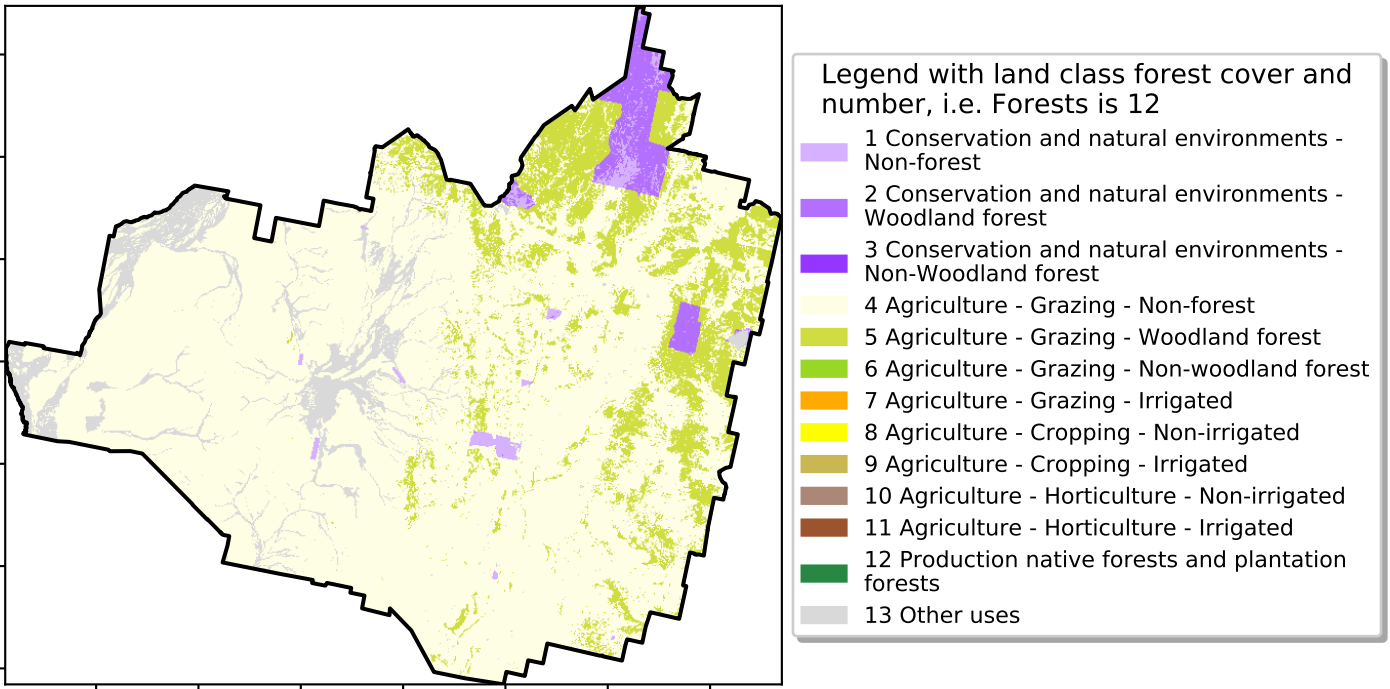 Legend with land class forest cover and
number, i.e. Forests is 12
1 Conservation and natural environments -
Non-forest
2 Conservation and natural environments -
Woodland forest
3 Conservation and natural environments -
Non-Woodland forest
4 Agriculture - Grazing - Non-forest
5 Agriculture - Grazing - Woodland forest
6 Agriculture - Grazing - Non-woodland forest
7 Agriculture - Grazing - Irrigated
8 Agriculture - Cropping - Non-irrigated
9 Agriculture - Cropping - Irrigated
10 Agriculture - Horticulture - Non-irrigated
11 Agriculture - Horticulture - Irrigated
12 Production native forests and plantation
forests
13 Other uses